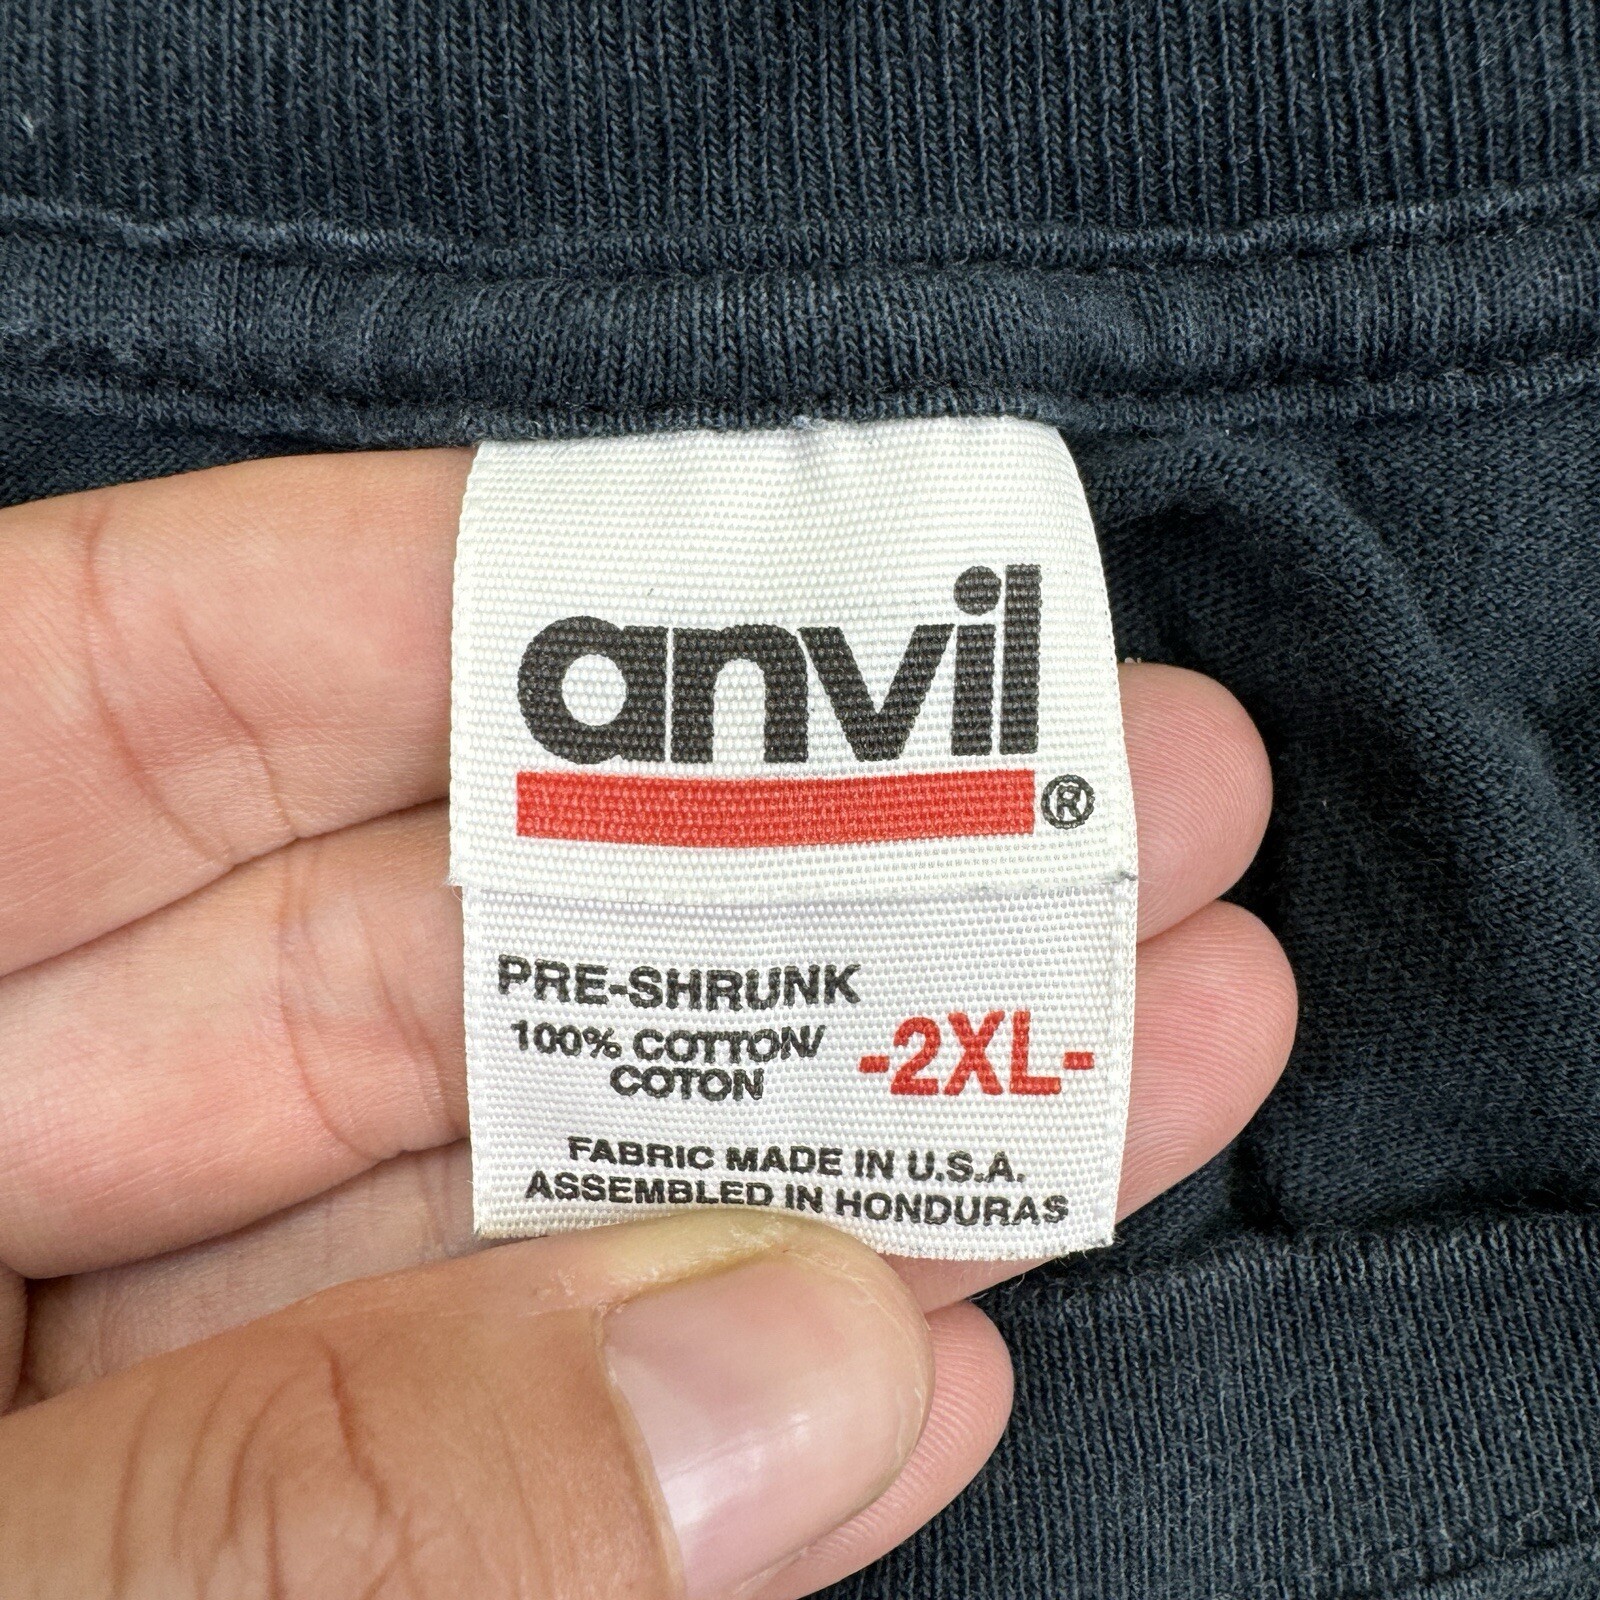 anvil
®
PRE-SHRUNK
100% COTTON/
COTON
-2XL-
FABRIC MADE IN U.S.A.
ASSEMBLED IN HONDURAS